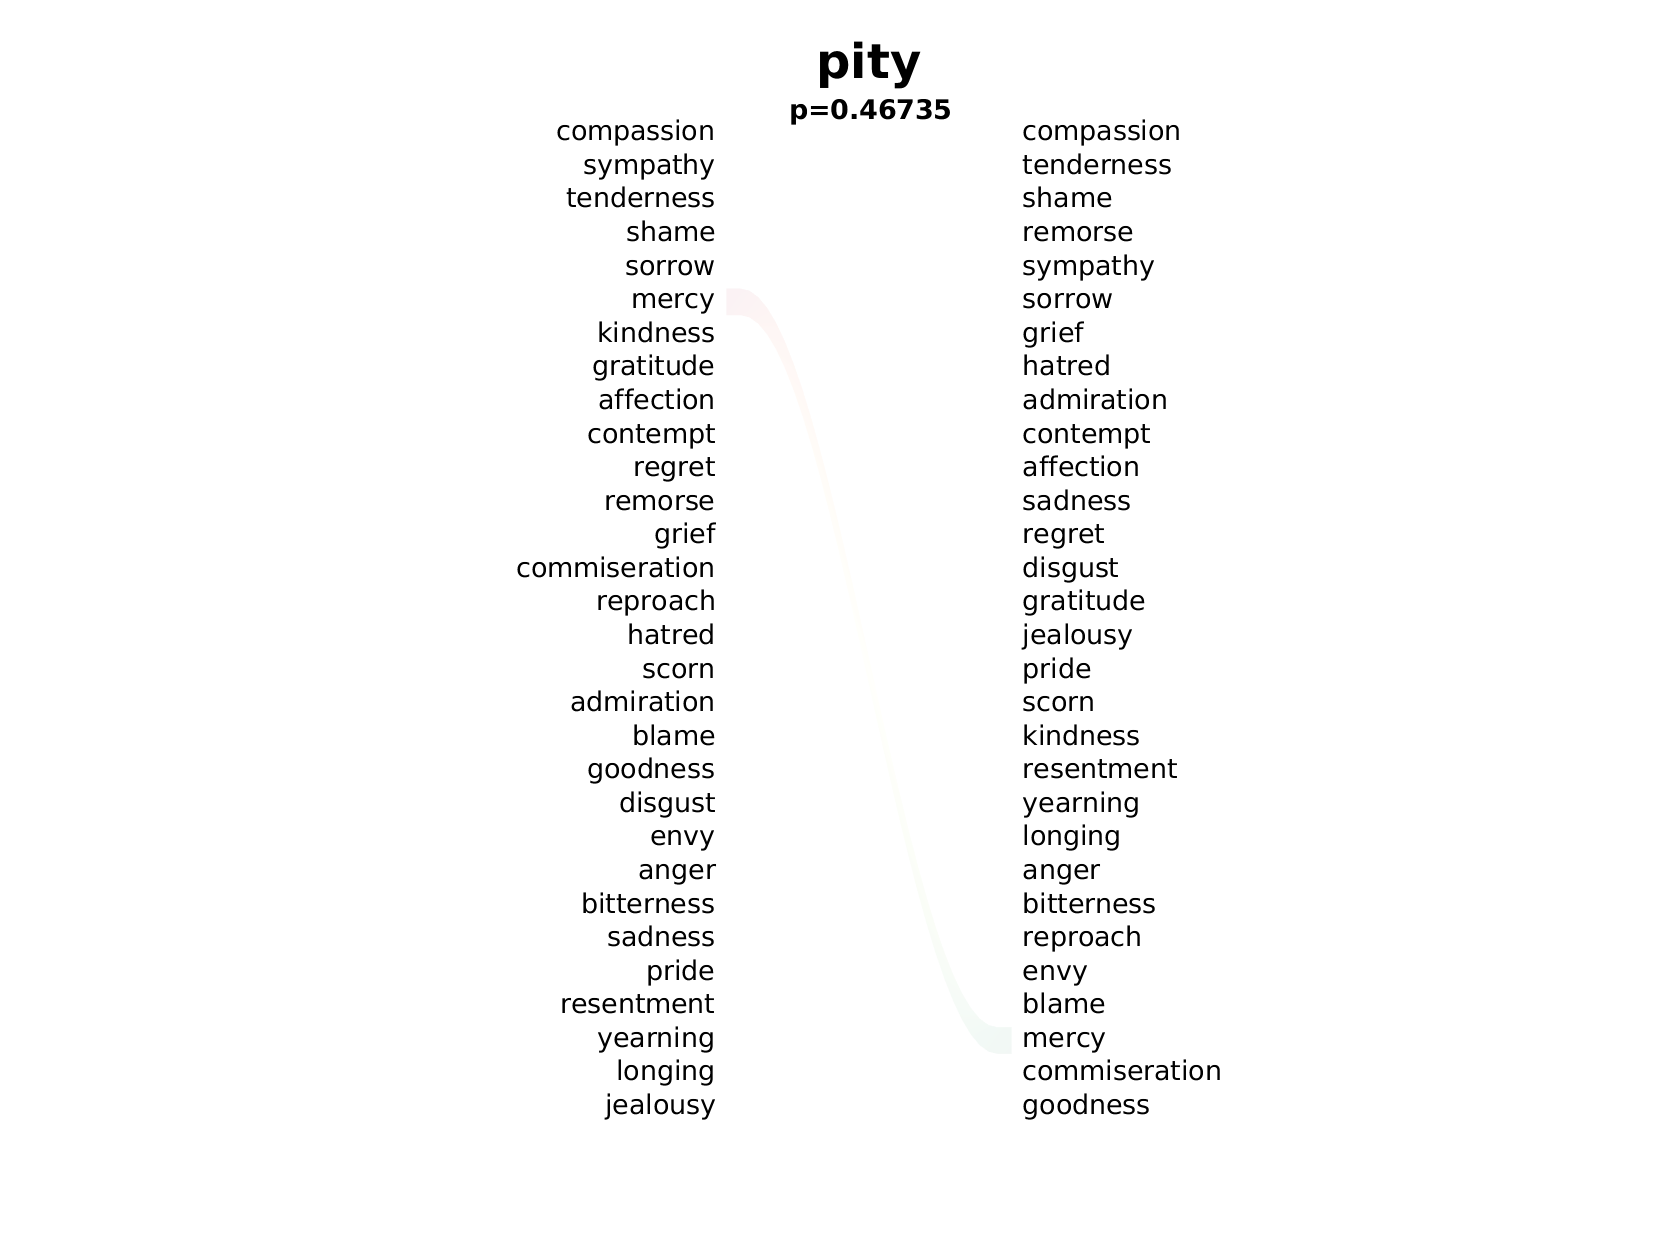 pity
p=0.46735
compassion
sympathy
tenderness
shame
sorrow
mercy
kindness
gratitude
affection
contempt
regret
remorse
grief
commiseration
reproach
hatred
scorn
admiration
blame
goodness
disgust
envy
anger
bitterness
sadness
pride
resentment
yearning
longing
jealousy
compassion
tenderness
shame
remorse
sympathy
sorrow
grief
hatred
admiration
contempt
affection
sadness
regret
disgust
gratitude
jealousy
pride
scorn
kindness
resentment
yearning
longing
anger
bitterness
reproach
envy
blame
mercy
commiseration
goodness